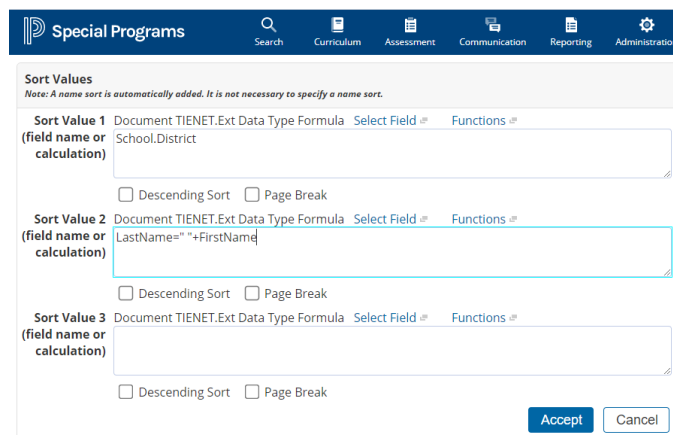 Special Programs
Search Curriculum Assessment Communication Reporting Administratio
Sort Values
Note: A name sort is automatically added. It is not necessary to specify a name sort.
Sort Value 1 Document TIENET.Ext Data Type Formula Select Field Functions
(field name or School.District
calculation)
Descending Sort Page Break
Sort Value 2 Document TIENET.Ext Data Type Formula Select Field Functions
(field name or LastName=" "+FirstName
calculation)
Descending Sort Page Break
Sort Value 3 Document TIENET.Ext Data Type Formula Select Field Functions
(field name or
calculation)
Descending Sort Page Break
Accept Cancel